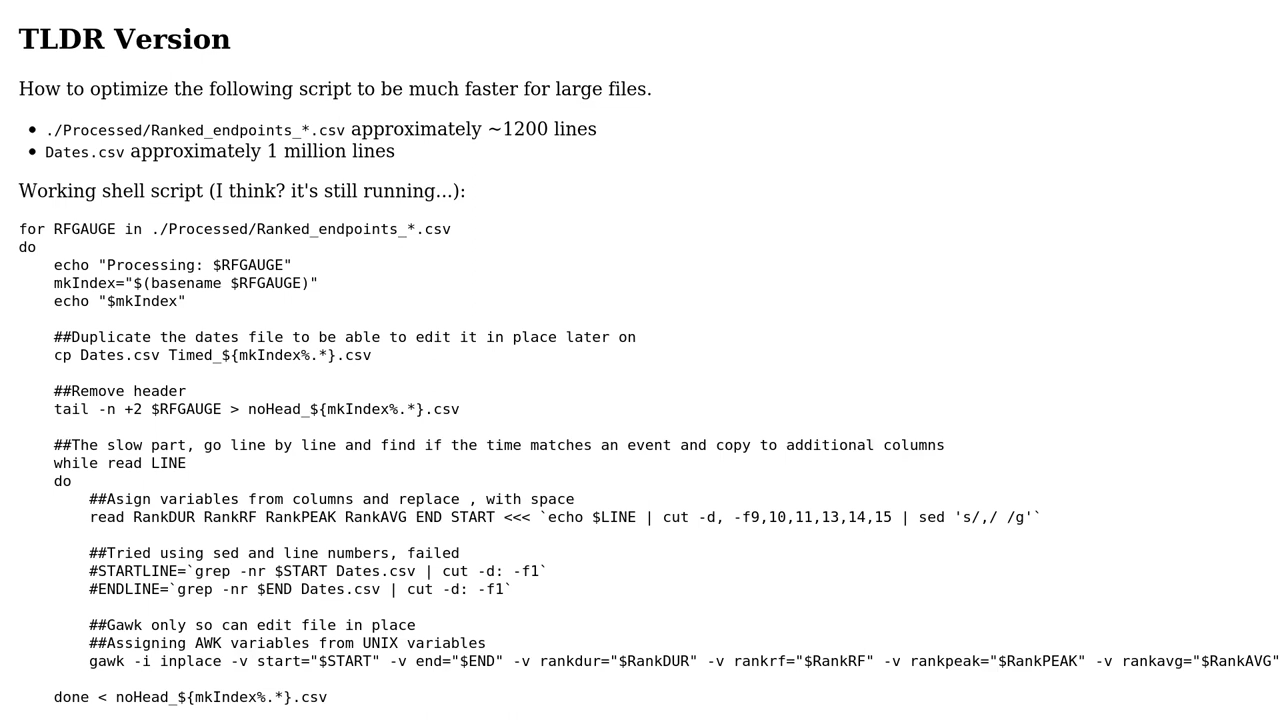 TLDR Version
How to optimize the following script to be much faster for large files.
• ./Processed/Ranked_endpoints_*.csv approximately ~1200 lines
• Dates.csv approximately 1 million lines
Working shell script (I think? it's still running...):
for RFGAUGE in ./Processed/Ranked_endpoints_*.csv
do
    echo "Processing: $RFGAUGE"
    mkIndex="$(basename $RFGAUGE)"
    echo "$mkIndex"
    ##Duplicate the dates file to be able to edit it in place later on
    cp Dates.csv Timed_${mkIndex%.*}.csv
    ##Remove header
    tail -n +2 $RFGAUGE > noHead_${mkIndex%.*}.csv
    ##The slow part, go line by line and find if the time matches an event and copy to additional columns
    while read LINE
    do
        ##Asign variables from columns and replace , with space
        read RankDUR RankRF RankPEAK RankAVG END START <<< `echo $LINE | cut -d, -f9,10,11,13,14,15 | sed 's/,/ /g'`
        ##Tried using sed and line numbers, failed
        #STARTLINE=`grep -nr $START Dates.csv | cut -d: -f1`
        #ENDLINE=`grep -nr $END Dates.csv | cut -d: -f1`
        ##Gawk only so can edit file in place
        ##Assigning AWK variables from UNIX variables
        gawk -i inplace -v start="$START" -v end="$END" -v rankdur="$RankDUR" -v rankrf="$RankRF" -v rankpeak="$RankPEAK" -v rankavg="$RankAVG"
    done < noHead_${mkIndex%.*}.csv